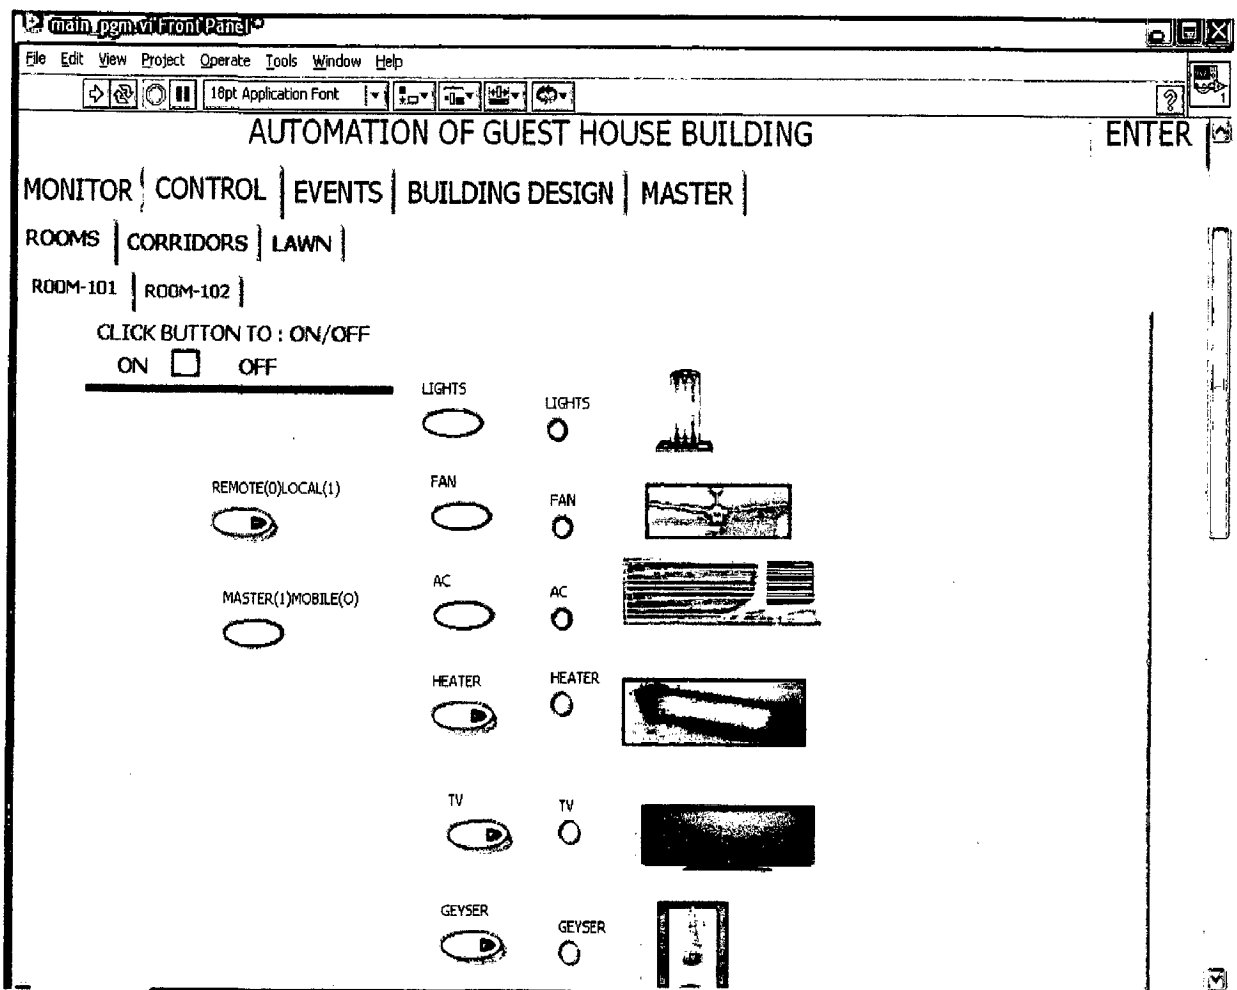 main_pgm.vi Front Panel *
File Edit View Project Operate Tools Window Help
18pt Application Font
?
1
AUTOMATION OF GUEST HOUSE BUILDING
ENTER
MONITOR CONTROL EVENTS BUILDING DESIGN MASTER
ROOMS CORRIDORS LAWN
ROOM-101 ROOM-102
CLICK BUTTON TO : ON/OFF
ON OFF
LIGHTS LIGHTS
REMOTE(0)LOCAL(1) FAN FAN
MASTER(1)MOBILE(O) AC AC
HEATER HEATER
TV TV
GEYSER GEYSER